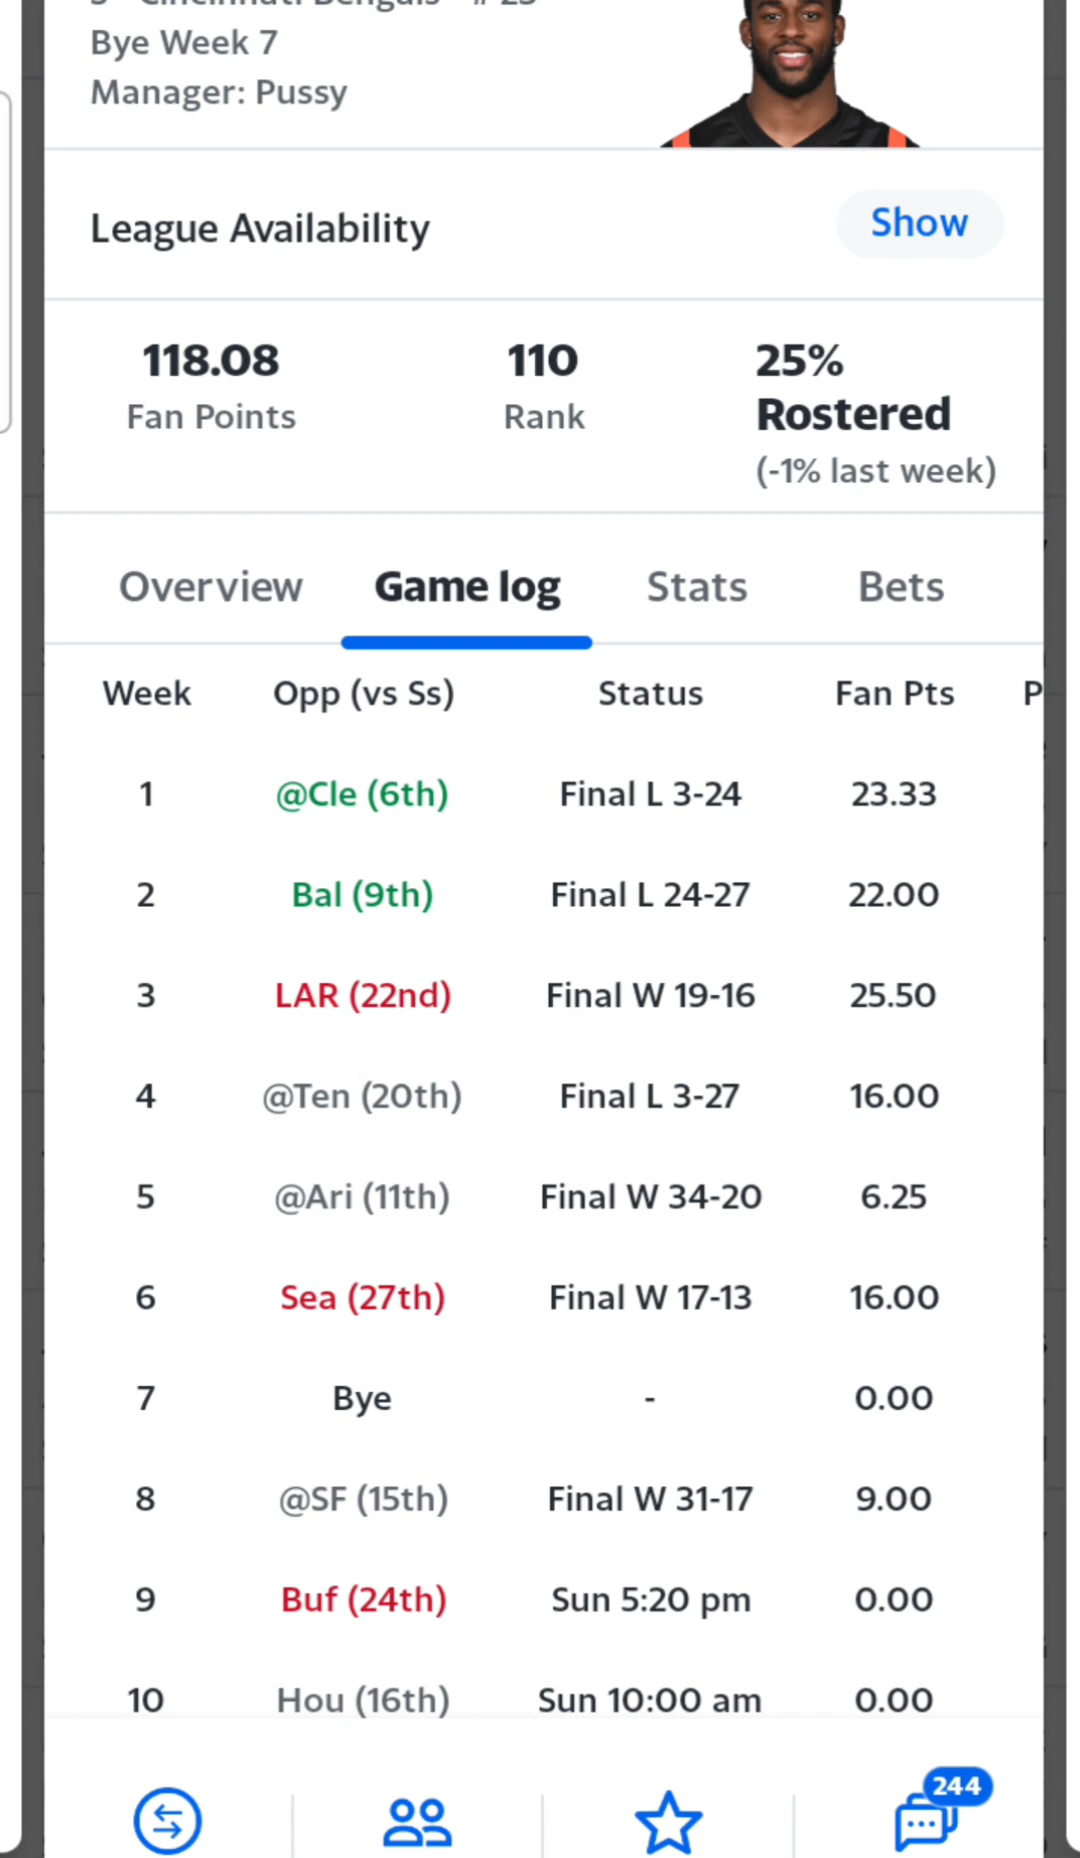 Bye Week 7
Manager: Pussy
League Availability
Show
118.08
Fan Points
110
Rank
25%
Rostered
(-1% last week)
Overview Game log Stats Bets
Week Opp (vs Ss) Status Fan Pts P
1 @Cle (6th) Final L 3-24 23.33
2 Bal (9th) Final L 24-27 22.00
3 LAR (22nd) Final W 19-16 25.50
4 @Ten (20th) Final L 3-27 16.00
5 @Ari (11th) Final W 34-20 6.25
6 Sea (27th) Final W 17-13 16.00
7 Bye - 0.00
8 @SF (15th) Final W 31-17 9.00
9 Buf (24th) Sun 5:20 pm 0.00
10 Hou (16th) Sun 10:00 am 0.00
244